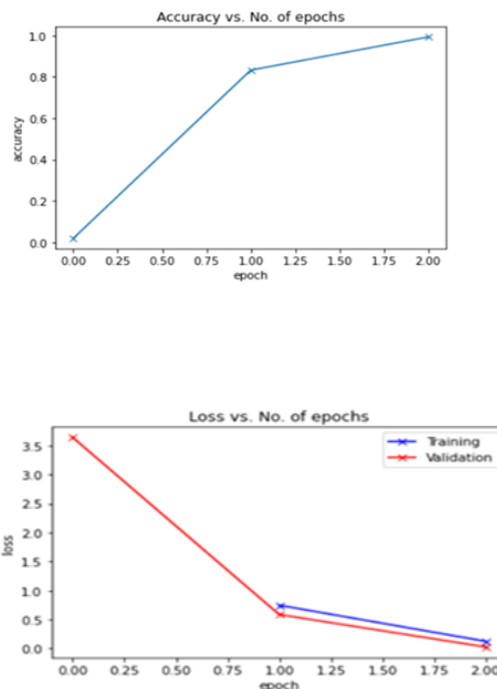 Accuracy vs. No. of epochs
1.0
0.8
0.6
0.4
0.2
0.0
accuracy
0.00 0.25 0.50 0.75 1.00 1.25 1.50 1.75 2.00
epoch
Loss vs. No. of epochs
Training
Validation
3.5
3.0
2.5
2.0
1.5
1.0
0.5
0.0
loss
0.00 0.25 0.50 0.75 1.00 1.25 1.50 1.75 2.00
epoch